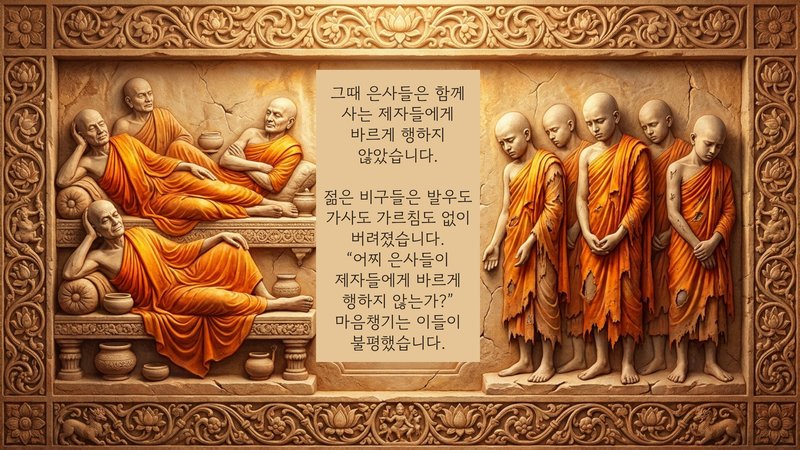 그때 은사들은 함께
사는 제자들에게
바르게 행하지
않았습니다.
젊은 비구들은 발우도
가사도 가르침도 없이
버려졌습니다.
“어찌 은사들이
제자들에게 바르게
행하지 않는가?”
마음챙기는 이들이
불평했습니다.